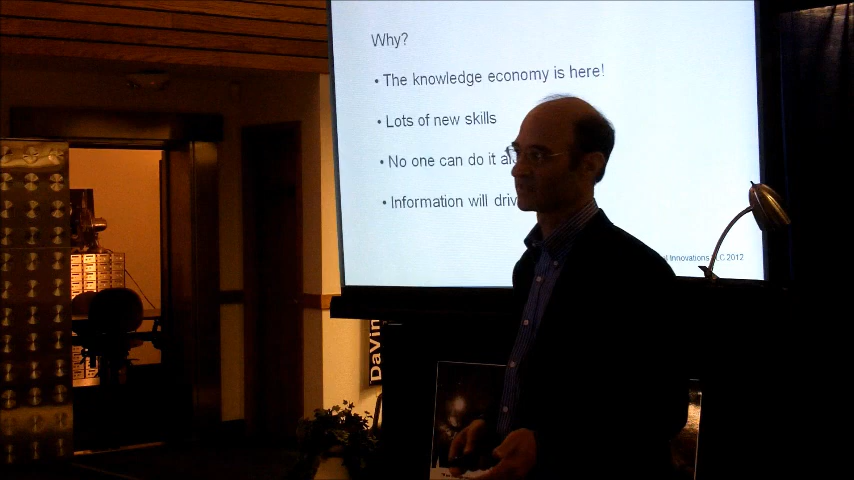 Why?
• The knowledge economy is here!
• Lots of new skills
• No one can do it
• Information will
Innovations LLC 2012
DaVin